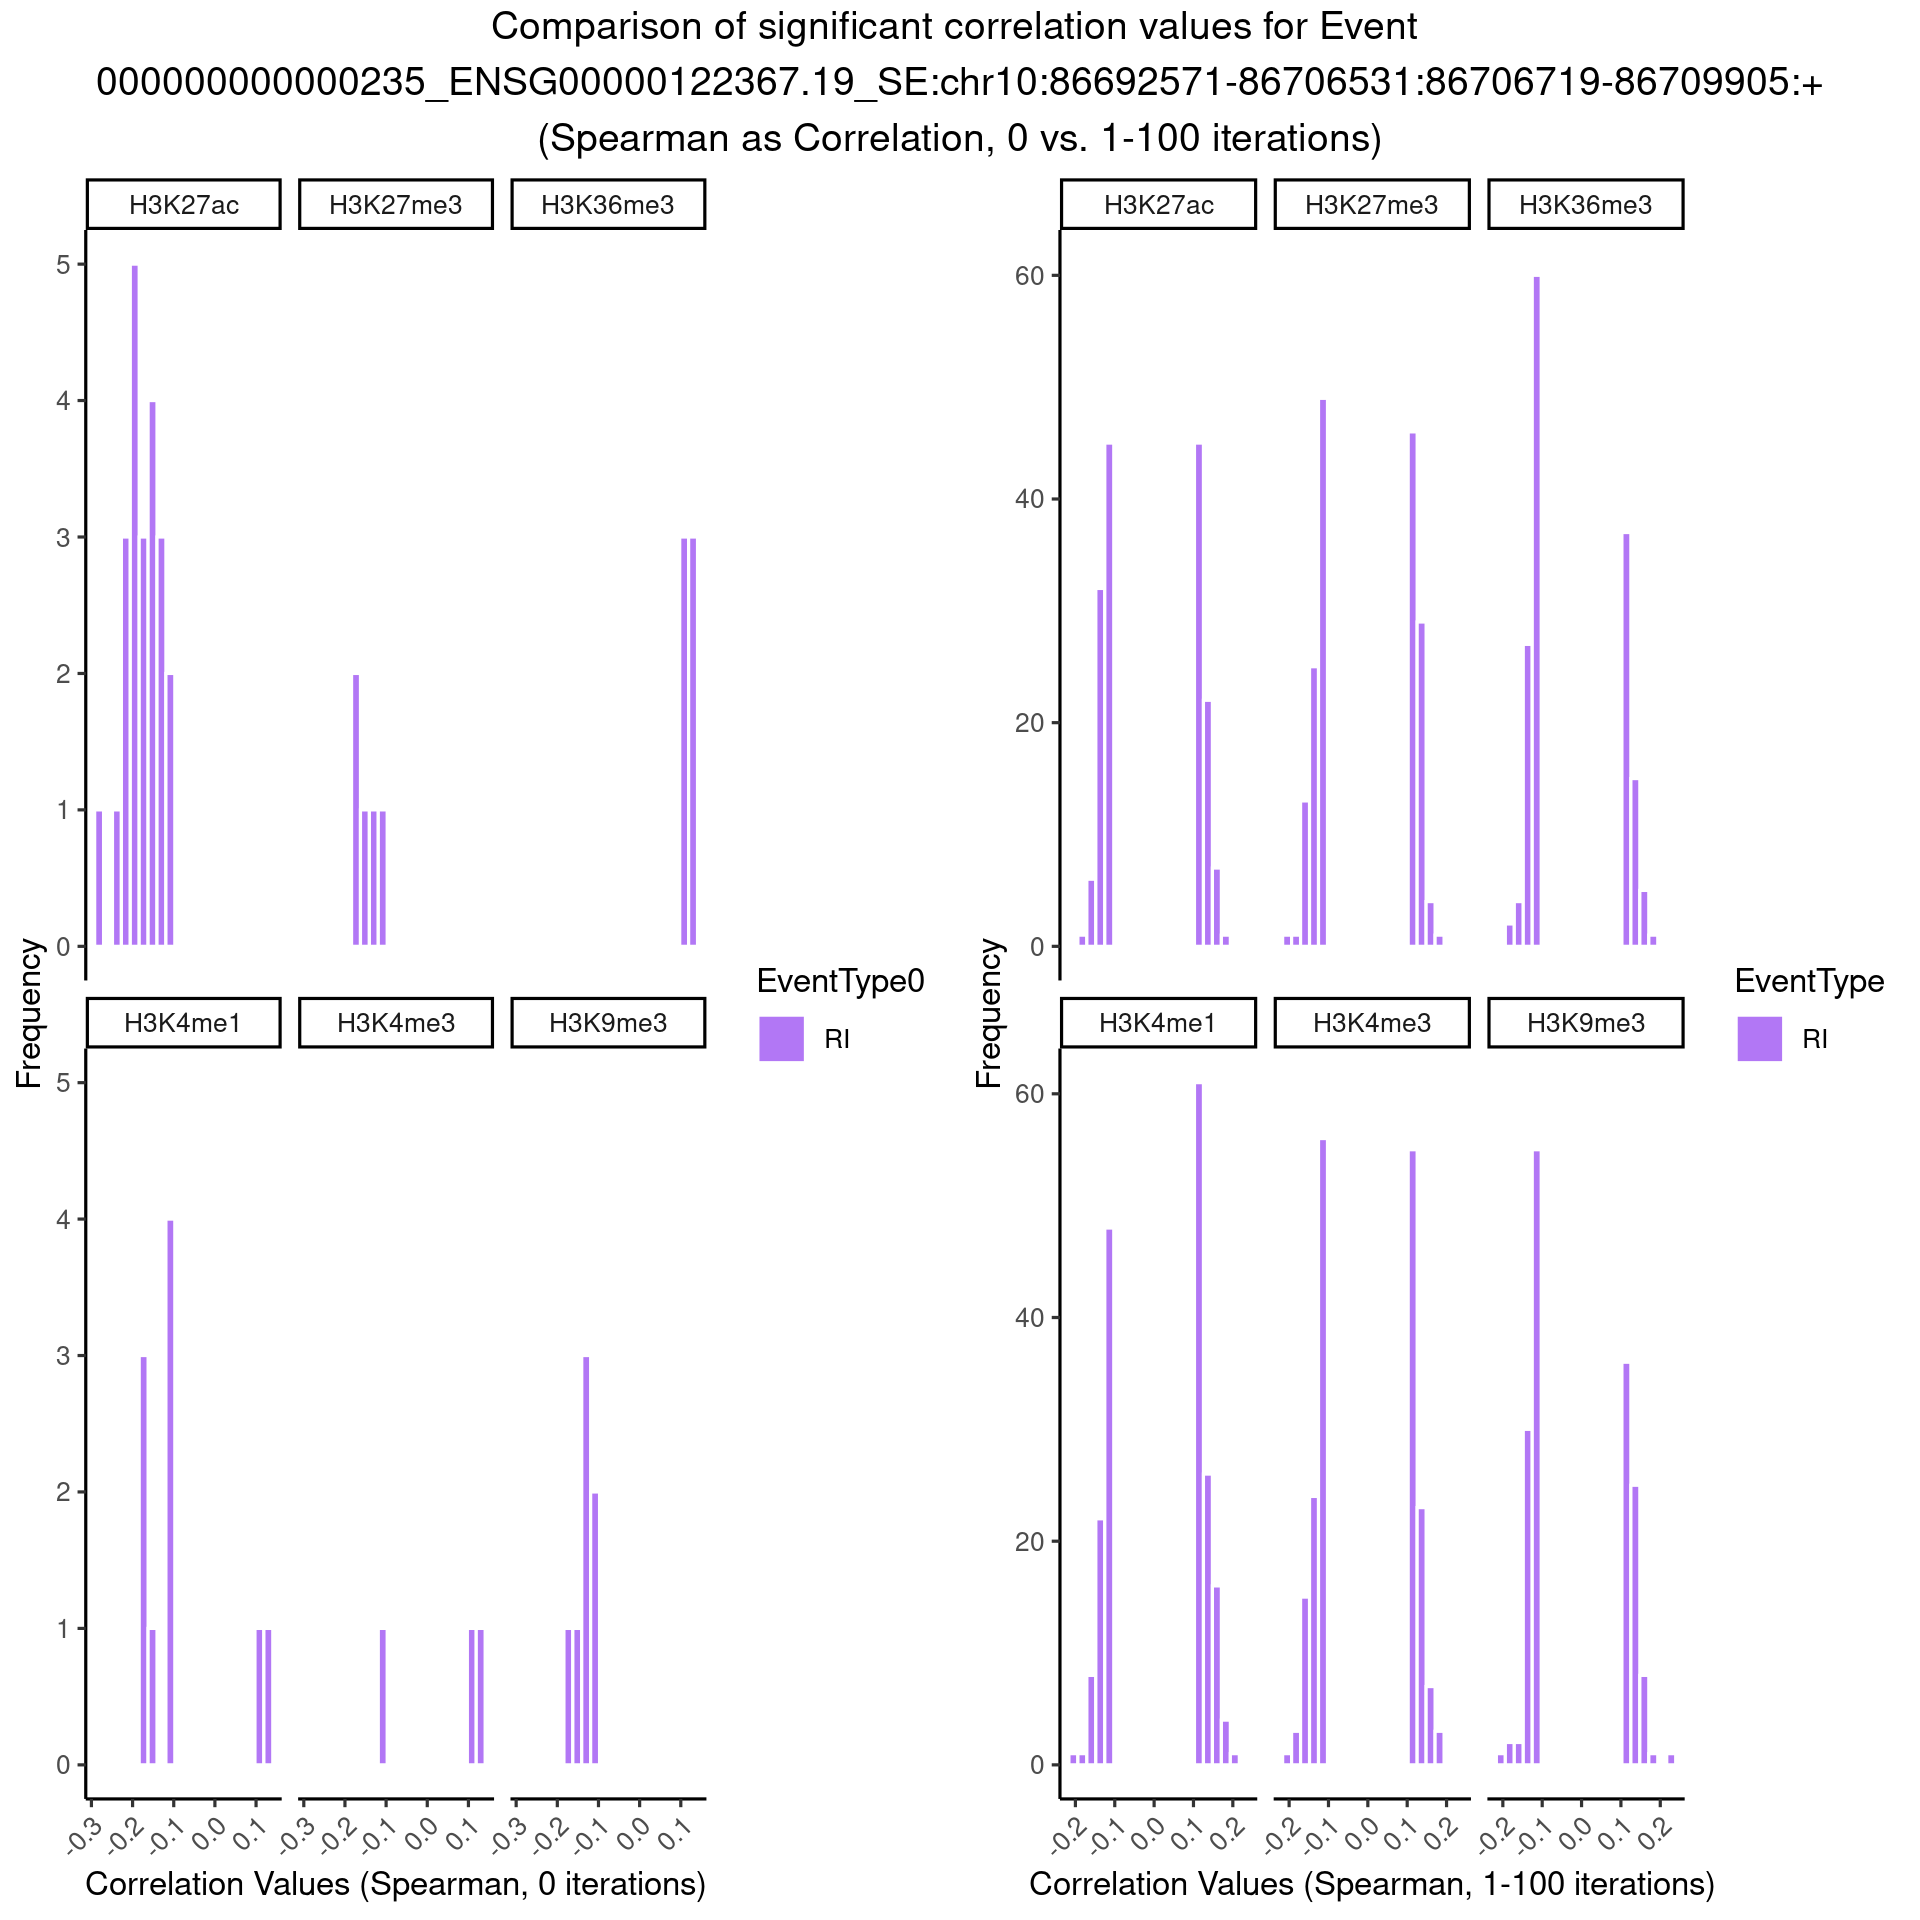 Comparison of significant correlation values for Event
000000000000235_ENSG00000122367.19_SE:chr10:86692571-86706531:86706719-86709905:+
(Spearman as Correlation, 0 vs. 1-100 iterations)
H3K27ac
H3K27me3
H3K36me3
5
4
3
2
1
0
H3K4me1
H3K4me3
H3K9me3
5
4
3
2
1
0
Frequency
-0.3
-0.2
-0.1
0.0
0.1
-0.3
-0.2
-0.1
0.0
0.1
-0.3
-0.2
-0.1
0.0
0.1
Correlation Values (Spearman, 0 iterations)
EventType0
RI
H3K27ac
H3K27me3
H3K36me3
60
40
20
0
H3K4me1
H3K4me3
H3K9me3
60
40
20
0
Frequency
-0.2
-0.1
0.0
0.1
0.2
-0.2
-0.1
0.0
0.1
0.2
-0.2
-0.1
0.0
0.1
0.2
Correlation Values (Spearman, 1-100 iterations)
EventType
RI